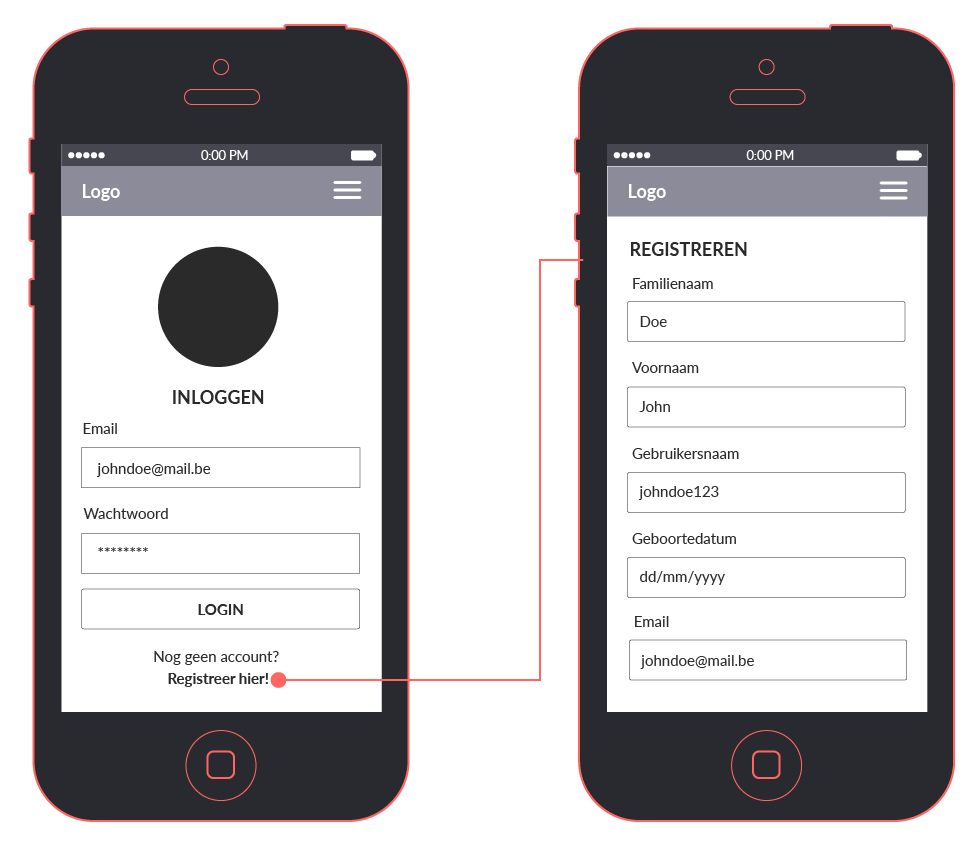 0:00 PM
Logo
INLOGGEN
Email
johndoe@mail.be
Wachtwoord
********
LOGIN
Nog geen account?
Registreer hier!
0:00 PM
Logo
REGISTREREN
Familienaam
Doe
Voornaam
John
Gebruikersnaam
johndoe123
Geboortedatum
dd/mm/yyyy
Email
johndoe@mail.be